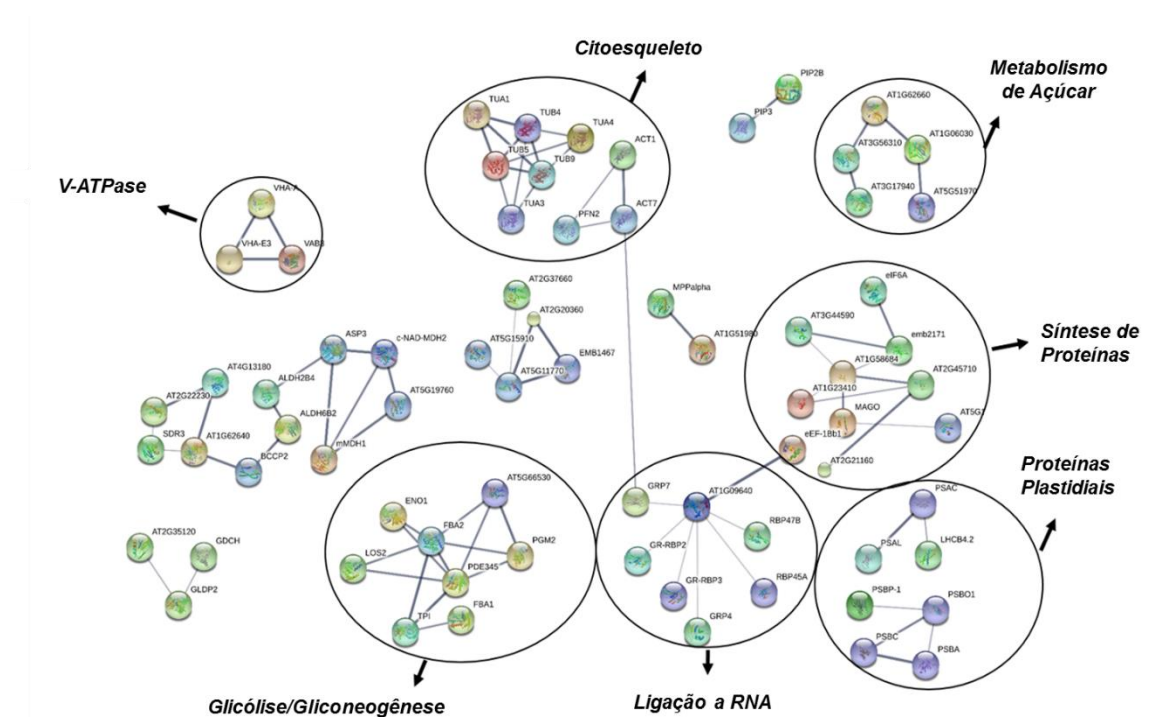 Citoesqueleto
Metabolismo
de Açúcar
V-ATPase
Síntese de
Proteínas
Proteínas
Plastidiais
Glicólise/Gliconeogênese
Ligação a RNA
TUA1
TUB4
TUA4
TUB5
TUB9
TUA3
ACT1
PFN2
ACT7
PIP2B
PIP3
AT1G62660
AT3G56310
AT1G06030
AT3G17940
AT5G51970
VHA-A
VHA-E3
AT2G37660
AT2G20360
AT5G15910
AT5G11770
EMB1467
MPPalpha
AT1G51980
eIF6A
AT3G44590
emb2171
AT1G58684
AT2G45710
AT1G23410
MAGO
AT5G1
eEF-1Bb1
AT2G21160
ASP3
c-NAD-MDH2
AT4G13180
ALDH2B4
AT5G19760
AT2G22230
ALDH6B2
SDR3
AT1G62640
mMDH1
BCCP2
AT5G66530
ENO1
FBA2
PGM2
LOS2
PDE345
FBA1
TPI
GRP7
AT1G09640
RBP47B
GR-RBP2
GR-RBP3
RBP45A
GRP4
PSAC
PSAL
LHCB4.2
PSBP-1
PSBO1
PSBC
PSBA
AT2G35120
GDCH
GLDP2